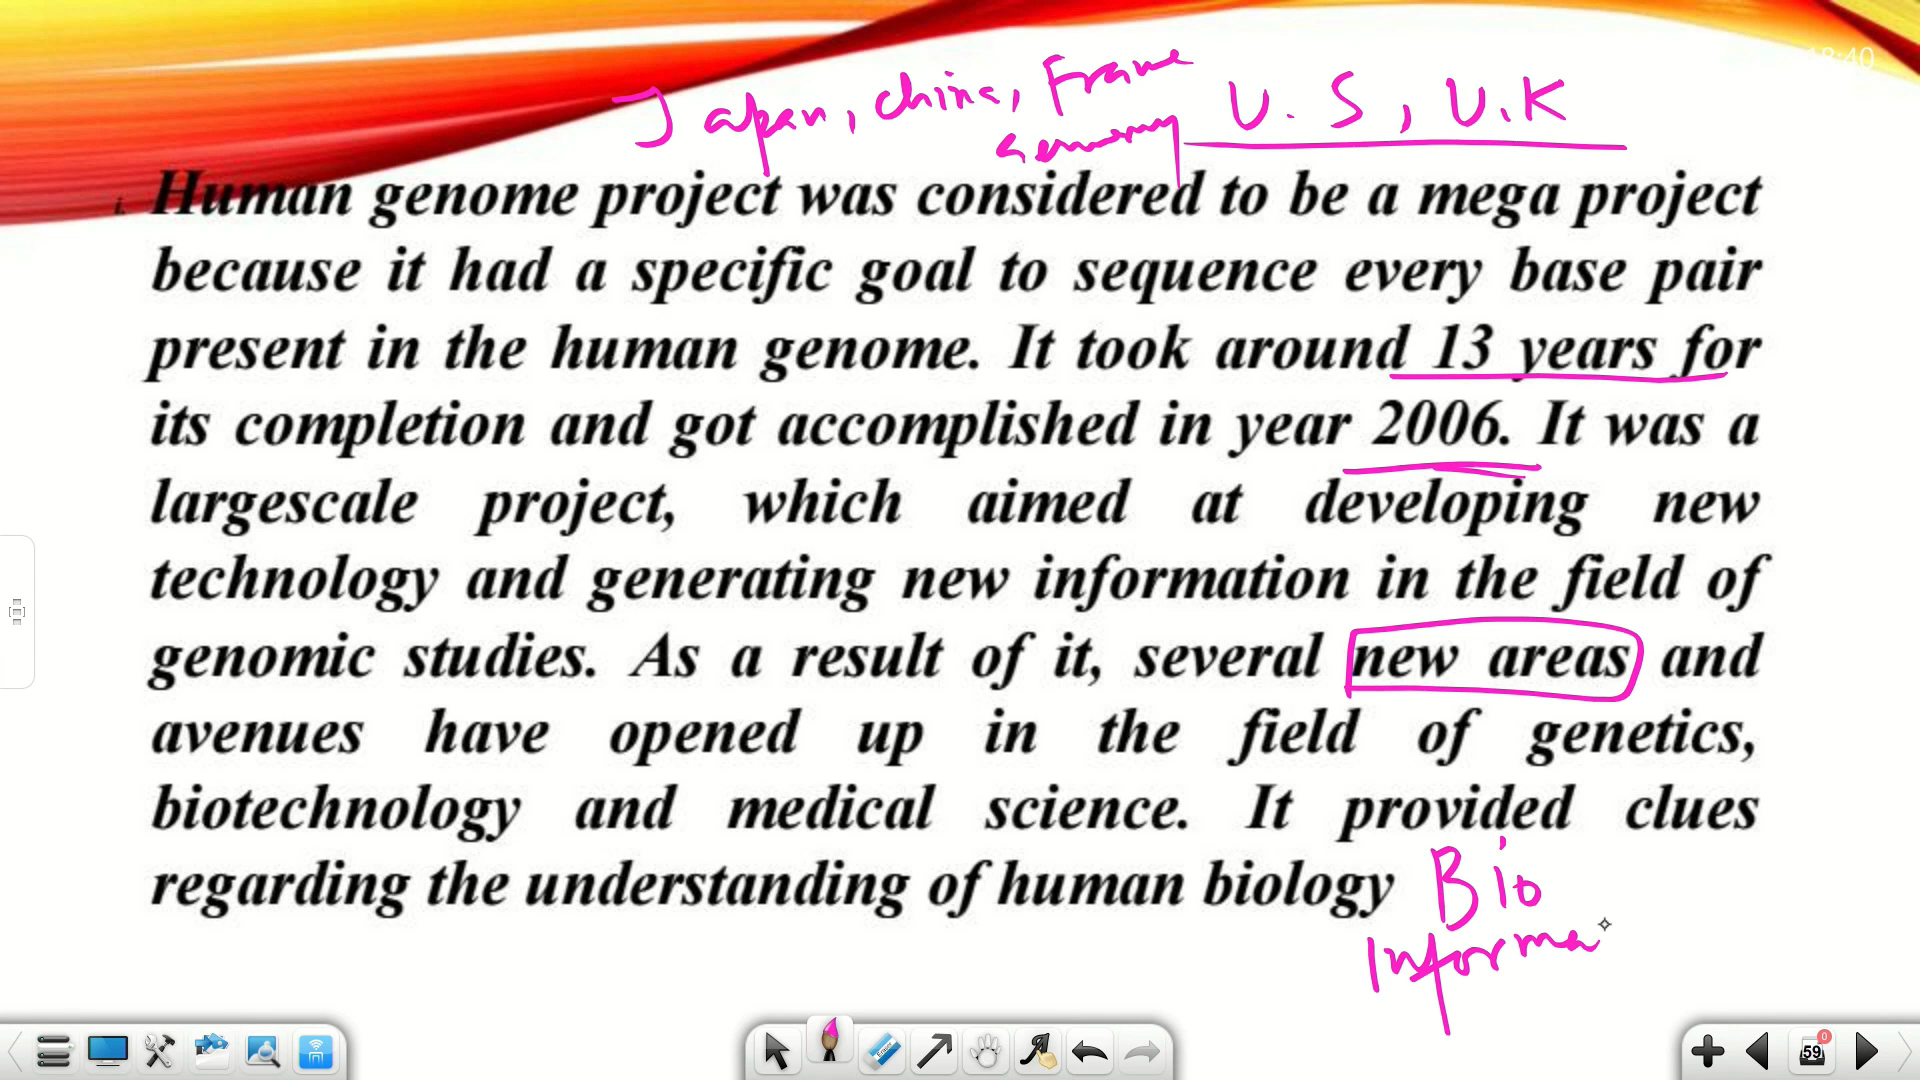 18:40
Japan, China, France U.S, U.K
Germany
i. Human genome project was considered to be a mega project
because it had a specific goal to sequence every base pair
present in the human genome. It took around 13 years for
its completion and got accomplished in year 2006. It was a
largescale project, which aimed at developing new
technology and generating new information in the field of
genomic studies. As a result of it, several new areas and
avenues have opened up in the field of genetics,
biotechnology and medical science. It provided clues
regarding the understanding of human biology
Bio
Informa
59
0